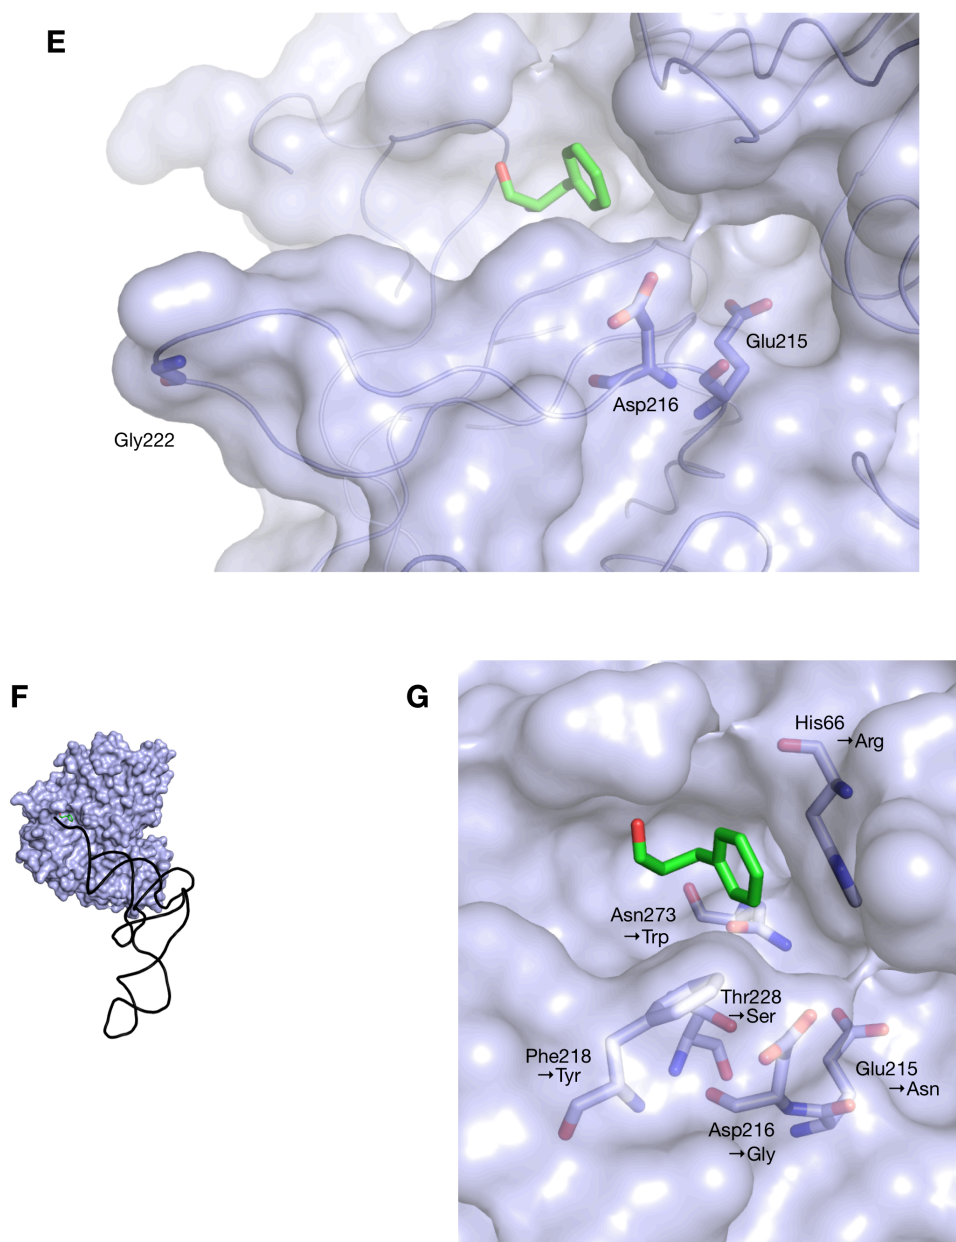 E
Glu215
Asp216
Gly222
F
G
His66
→Arg
Asn273
→Trp
Thr228
→Ser
Phe218
→Tyr
Glu215
→Asn
Asp216
→Gly